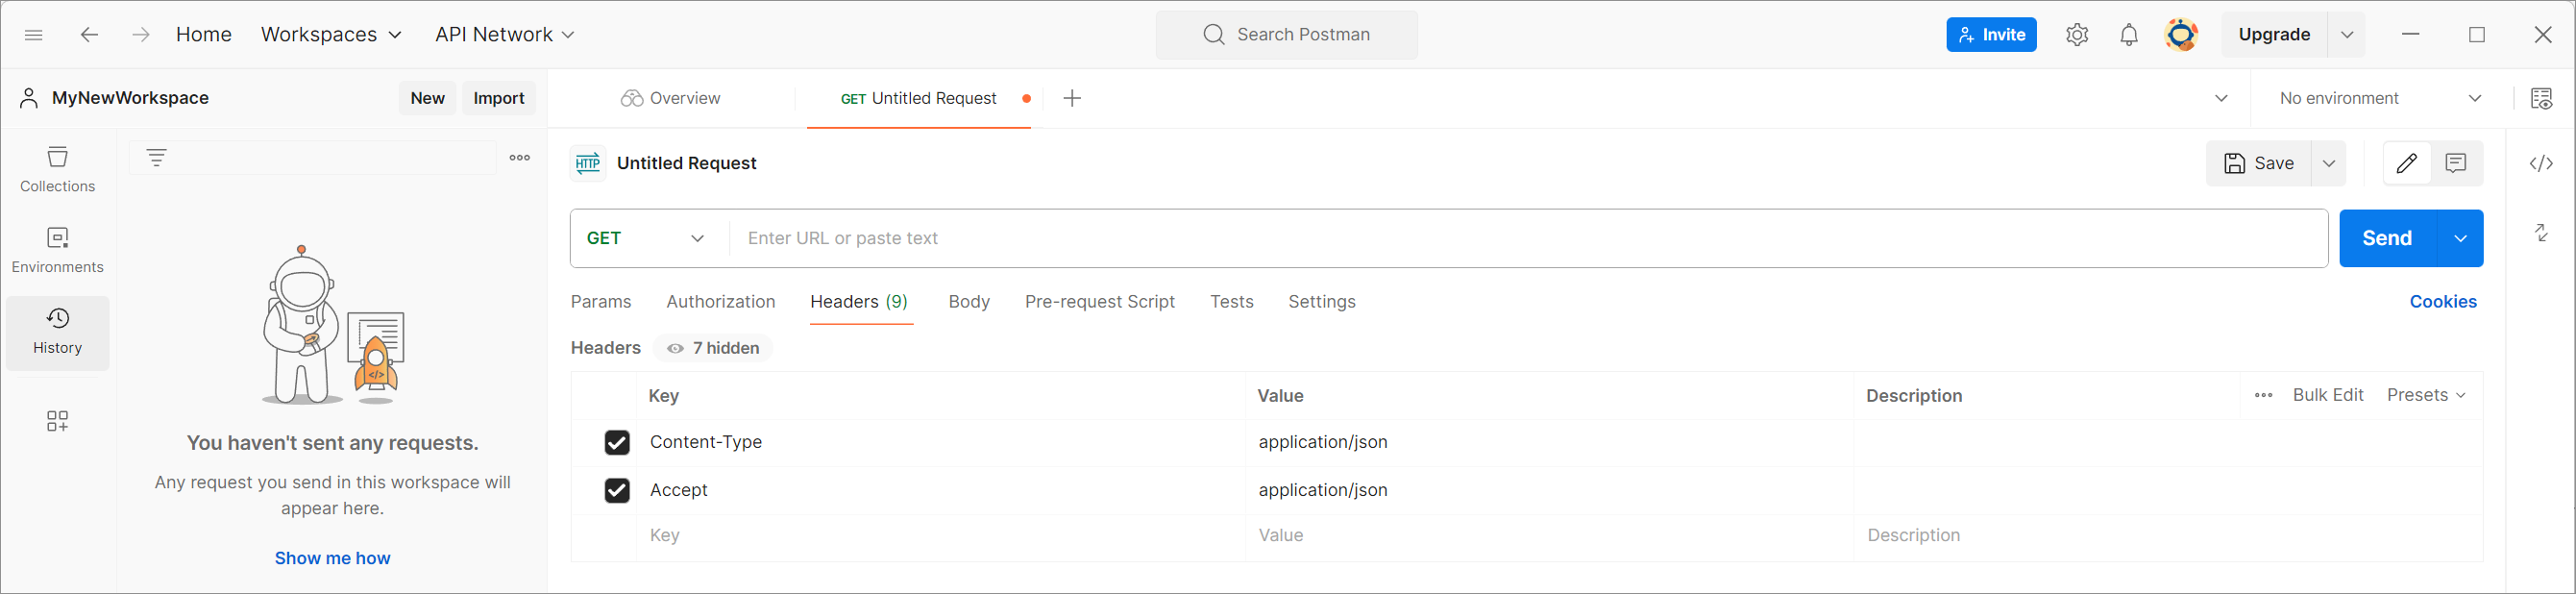 Home Workspaces API Network Search Postman Invite Upgrade
MyNewWorkspace New Import Overview GET Untitled Request No environment
Collections
Environments
History
You haven't sent any requests.
Any request you send in this workspace will
appear here.
Show me how
HTTP Untitled Request Save
GET Enter URL or paste text Send
Params Authorization Headers (9) Body Pre-request Script Tests Settings Cookies
Headers 7 hidden
Key Value Description Bulk Edit Presets
Content-Type application/json
Accept application/json
Key Value Description